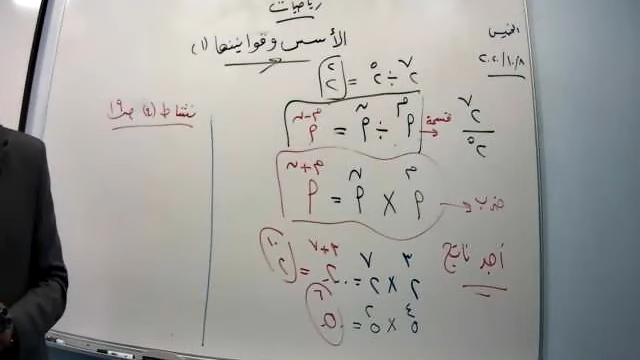 رياضيات
الخميس
٢٠٢٠/١٠/٨
الأسس وقوانينها (١)
٢^٧ ÷ ٢^٥ = ٢^٢
٢^٧ / ٢^٥
قسمة ← أ^م ÷ أ^ن = أ^(م-ن)
ضرب ← أ^م × أ^ن = أ^(م+ن)
أجد ناتج
٢^٣ × ٢^٧ = ٢^(٣+٧) = ٢^١٠
٥^٤ × ٥^٢ = ٥^٦
نشاط (٤) ص١٩